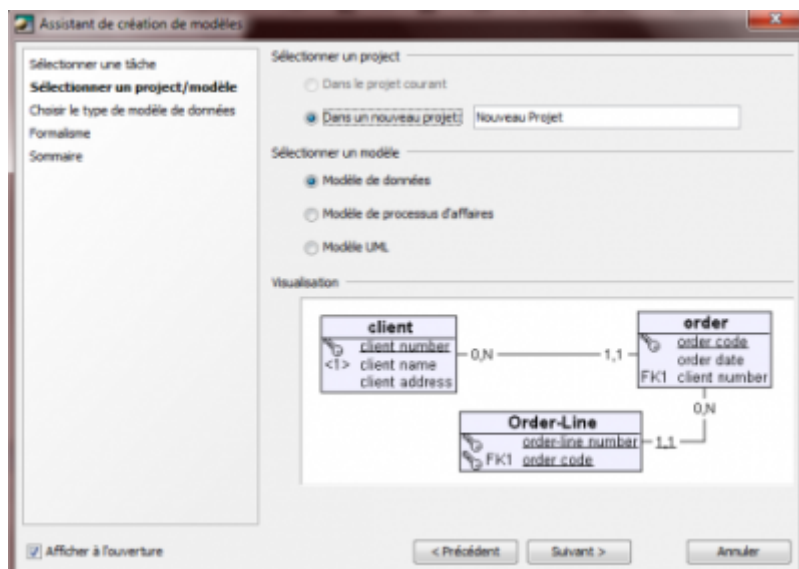 Assistant de création de modèles
Sélectionner une tâche
Sélectionner un project/modèle
Choisir le type de modèle de données
Formalisme
Sommaire
Sélectionner un project
Dans le projet courant
Dans un nouveau projet: Nouveau Projet
Sélectionner un modèle
Modèle de données
Modèle de processus d'affaires
Modèle UML
Visualisation
client
client number
<1> client name
client address
0,N
1,1
order
order code
order date
FK1 client number
0,N
Order-Line
order-line number
FK1 order code
1,1
Afficher à l'ouverture
< Précédent
Suivant >
Annuler